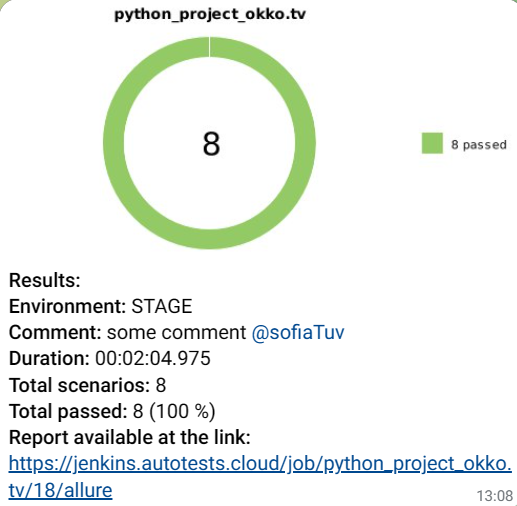 python_project_okko.tv
8
8 passed
Results:
Environment: STAGE
Comment: some comment @sofiaTuv
Duration: 00:02:04.975
Total scenarios: 8
Total passed: 8 (100 %)
Report available at the link:
https://jenkins.autotests.cloud/job/python_project_okko.
tv/18/allure
13:08